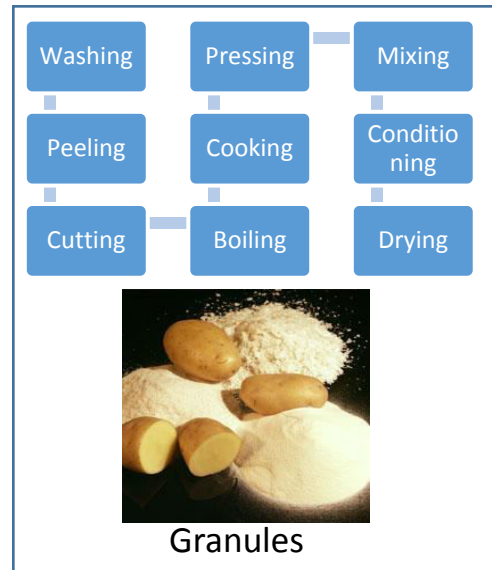 Washing
Peeling
Cutting
Boiling
Cooking
Pressing
Mixing
Conditio
ning
Drying
Granules